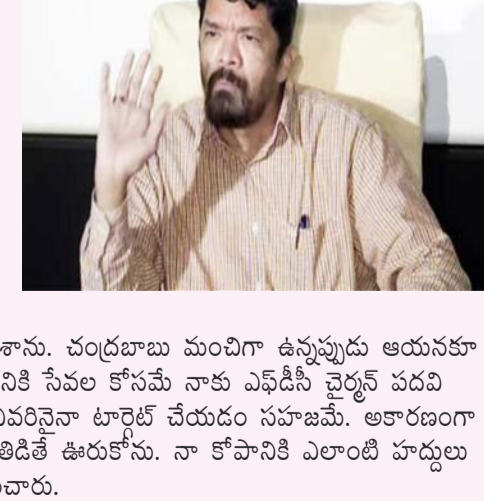 శాను. చంద్రబాబు మంచిగా ఉన్నప్పుడు ఆయనకూ
నికి సేవల కోసమే నాకు ఎఫ్‌డీసీ చైర్మన్ పదవి
వరినైనా టార్గెట్ చేయడం సహజమే. అకారణంగా
తిడితే ఊరుకోను. నా కోపానికి ఎలాంటి హద్దులు
చారు.